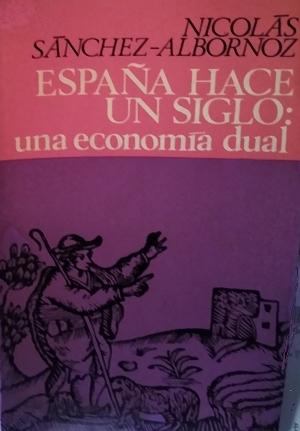 NICOLÁS
SÁNCHEZ-ALBORNOZ
ESPAÑA HACE
UN SIGLO:
una economía dual